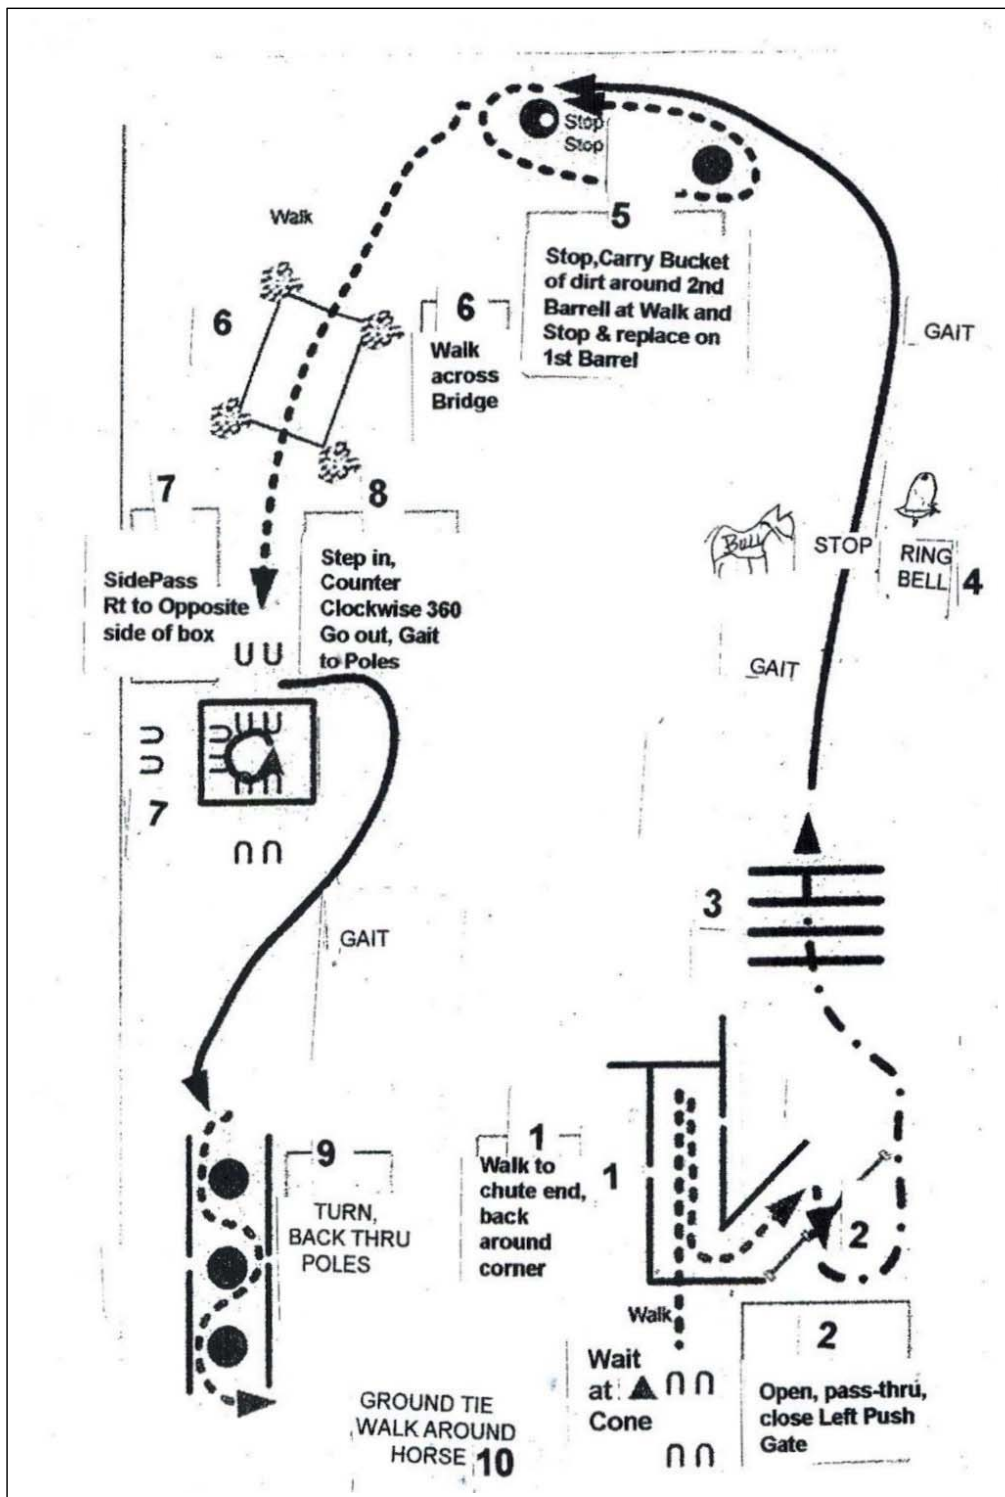 Stop
Stop
Walk
5
Stop,Carry Bucket
of dirt around 2nd
Barrell at Walk and
Stop & replace on
1st Barrel
6
6
Walk
across
Bridge
GAIT
7
SidePass
Rt to Opposite
side of box
8
Step in,
Counter
Clockwise 360
Go out, Gait
to Poles
BULL
STOP
RING
BELL
4
GAIT
7
3
GAIT
9
TURN,
BACK THRU
POLES
1
Walk to
chute end,
back
around
corner
1
2
Walk
Wait
at
Cone
2
Open, pass-thru,
close Left Push
Gate
GROUND TIE
WALK AROUND
HORSE 10